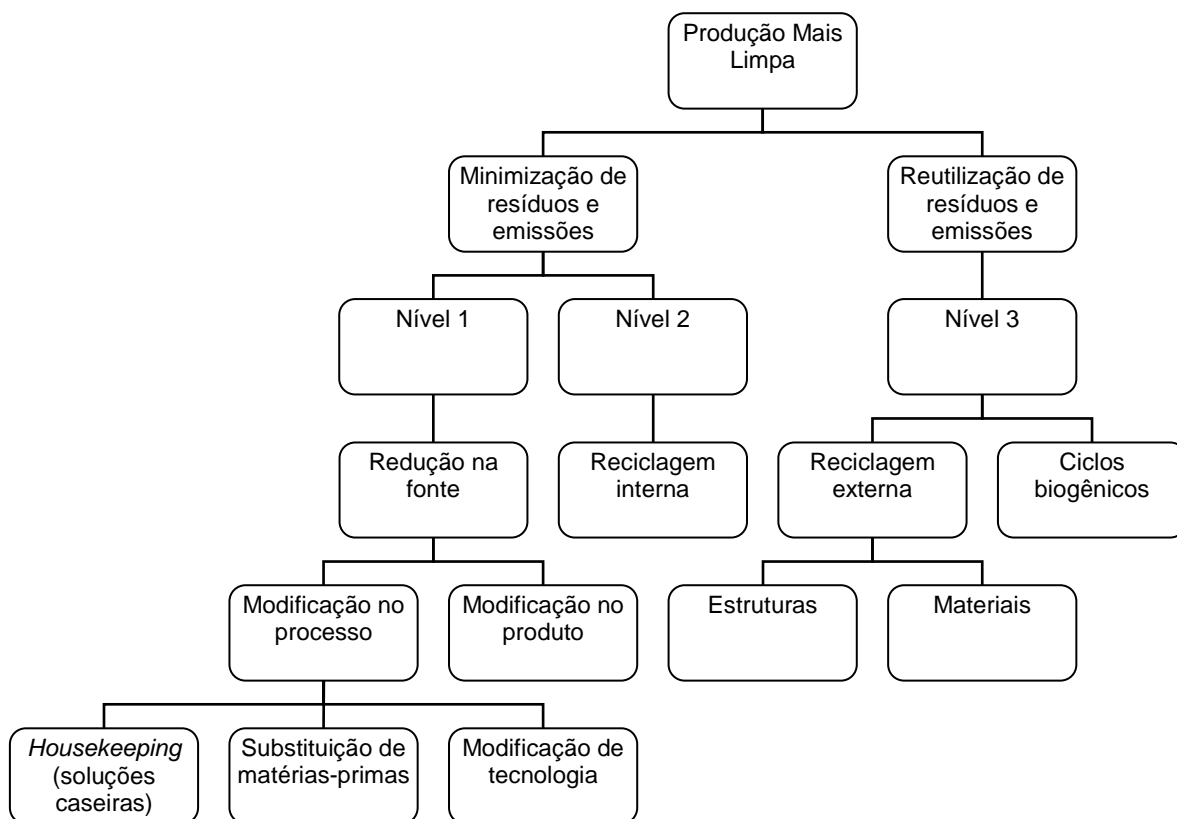 Produção Mais
Limpa
Minimização de
resíduos e
emissões
Reutilização de
resíduos e
emissões
Nível 1
Nível 2
Nível 3
Redução na
fonte
Reciclagem
interna
Reciclagem
externa
Ciclos
biogênicos
Modificação no
processo
Modificação no
produto
Estruturas
Materiais
Housekeeping
(soluções
caseiras)
Substituição de
matérias-primas
Modificação de
tecnologia